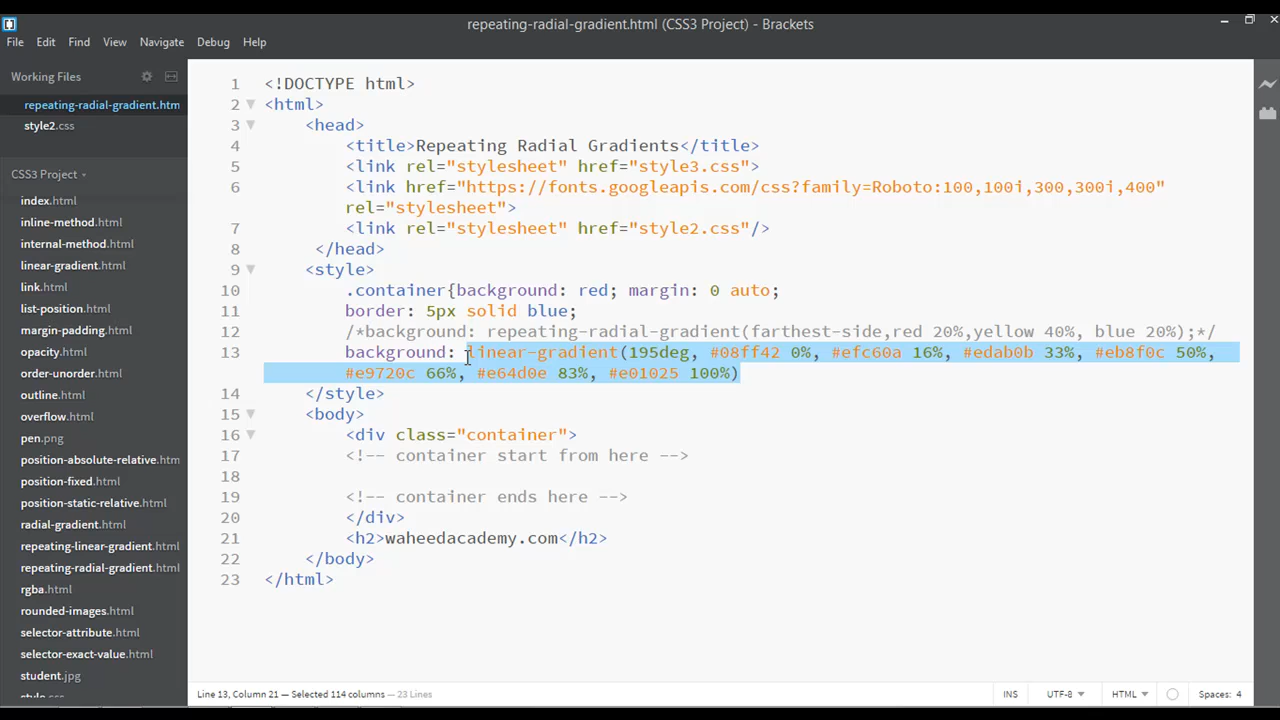 repeating-radial-gradient.html (CSS3 Project) - Brackets
File Edit Find View Navigate Debug Help
Working Files
repeating-radial-gradient.htm
style2.css
CSS3 Project
index.html
inline-method.html
internal-method.html
linear-gradient.html
link.html
list-position.html
margin-padding.html
opacity.html
order-unorder.html
outline.html
overflow.html
pen.png
position-absolute-relative.htm
position-fixed.html
position-static-relative.html
radial-gradient.html
repeating-linear-gradient.html
repeating-radial-gradient.html
rgba.html
rounded-images.html
selector-attribute.html
selector-exact-value.html
student.jpg
style.css
1 <!DOCTYPE html>
2 <html>
3 <head>
4 <title>Repeating Radial Gradients</title>
5 <link rel="stylesheet" href="style3.css">
6 <link href="https://fonts.googleapis.com/css?family=Roboto:100,100i,300,300i,400"
rel="stylesheet">
7 <link rel="stylesheet" href="style2.css"/>
8 </head>
9 <style>
10 .container{background: red; margin: 0 auto;
11 border: 5px solid blue;
12 /*background: repeating-radial-gradient(farthest-side,red 20%,yellow 40%, blue 20%);*/
13 background: linear-gradient(195deg, #08ff42 0%, #efc60a 16%, #edab0b 33%, #eb8f0c 50%,
#e9720c 66%, #e64d0e 83%, #e01025 100%)
14 </style>
15 <body>
16 <div class="container">
17 <!-- container start from here -->
18
19 <!-- container ends here -->
20 </div>
21 <h2>waheedacademy.com</h2>
22 </body>
23 </html>
Line 13, Column 21 — Selected 114 columns — 23 Lines
INS UTF-8 HTML Spaces: 4